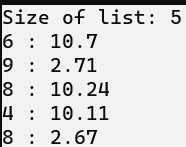 Size of list: 5
6 : 10.7
9 : 2.71
8 : 10.24
4 : 10.11
8 : 2.67